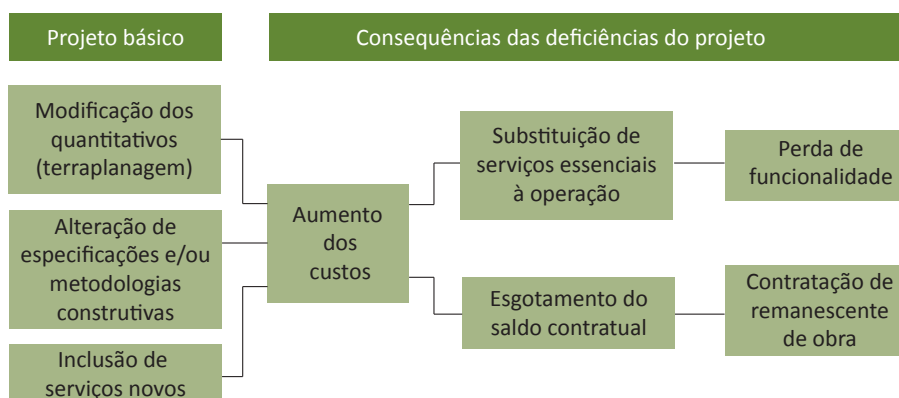 Projeto básico
Consequências das deficiências do projeto
Modificação dos
quantitativos
(terraplanagem)
Alteração de
especificações e/ou
metodologias
construtivas
Inclusão de
serviços novos
Aumento
dos
custos
Substituição de
serviços essenciais
à operação
Perda de
funcionalidade
Esgotamento do
saldo contratual
Contratação de
remanescente
de obra